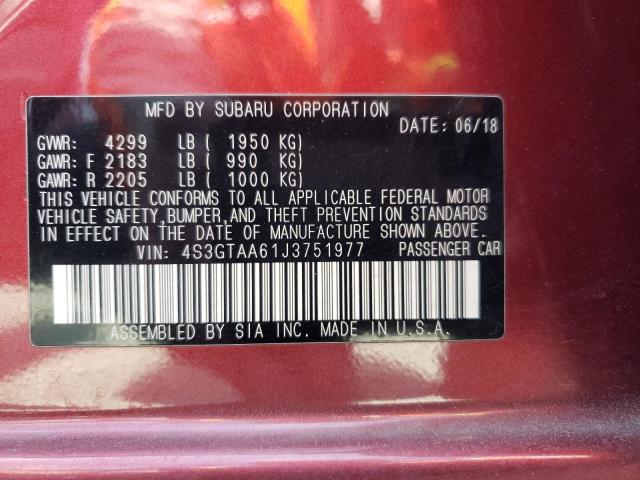 MFD BY SUBARU CORPORATION
DATE: 06/18
GVWR: 4299 LB ( 1950 KG)
GAWR: F 2183 LB ( 990 KG)
GAWR: R 2205 LB ( 1000 KG)
THIS VEHICLE CONFORMS TO ALL APPLICABLE FEDERAL MOTOR
VEHICLE SAFETY,BUMPER,AND THEFT PREVENTION STANDARDS
IN EFFECT ON THE DATE OF MANUFACTURE SHOWN ABOVE.
VIN: 4S3GTAA61J3751977 PASSENGER CAR
ASSEMBLED BY SIA INC. MADE IN U.S.A.